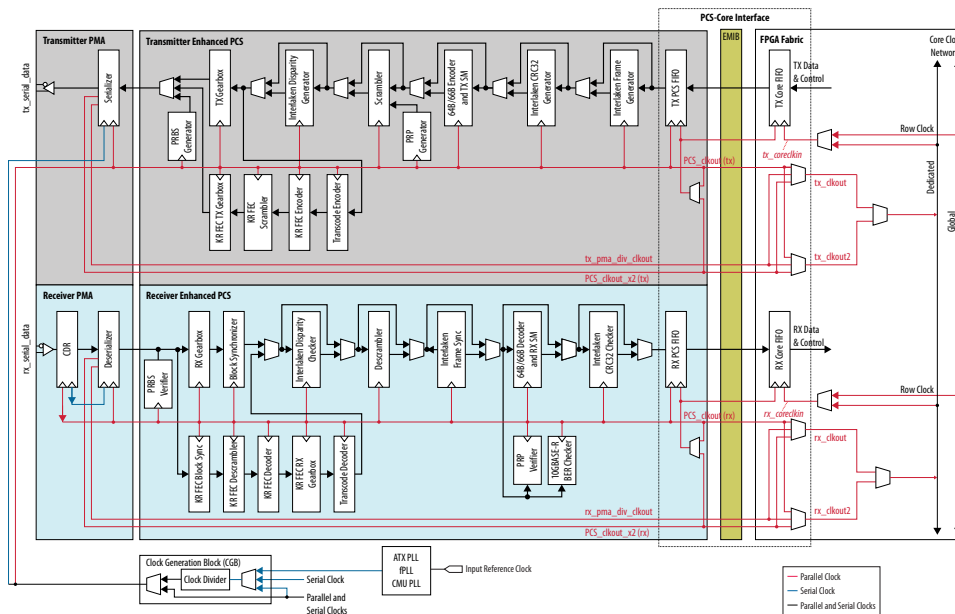 PCS-Core Interface
Transmitter PMA
Transmitter Enhanced PCS
EMIB
FPGA Fabric
Core Clock
Network
tx_serial_data
Serializer
PRBS
Generator
TX Gearbox
Interlaken Disparity
Generator
Scrambler
PRP
Generator
64B/66B Encoder
and TX SM
Interlaken CRC32
Generator
Interlaken Frame
Generator
TX PCS FIFO
TX Core FIFO
TX Data
& Control
Row Clock
tx_coreclkin
PCS_clkout (tx)
tx_clkout
Dedicated
Global
KR FEC TX Gearbox
KR FEC
Scrambler
KR FEC Encoder
Transcode Encoder
tx_pma_div_clkout
tx_clkout2
PCS_clkout_x2 (tx)
Receiver PMA
Receiver Enhanced PCS
rx_serial_data
CDR
Deserializer
PRBS
Verifier
RX Gearbox
Block Synchronizer
Interlaken Disparity
Checker
Descrambler
Interlaken
Frame Sync
64B/66B Decoder
and RX SM
Interlaken
CRC32 Checker
RX PCS FIFO
RX Core FIFO
RX Data
& Control
Row Clock
rx_coreclkin
PCS_clkout (rx)
rx_clkout
KR FEC Block Sync
KR FEC Descrambler
KR FEC Decoder
KR FEC RX
Gearbox
Transcode Decoder
PRP
Verifier
10GBASE-R
BER Checker
rx_pma_div_clkout
rx_clkout2
PCS_clkout_x2 (rx)
Clock Generation Block (CGB)
Clock Divider
Serial Clock
Parallel and
Serial Clocks
ATX PLL
fPLL
CMU PLL
Input Reference Clock
Parallel Clock
Serial Clock
Parallel and Serial Clocks